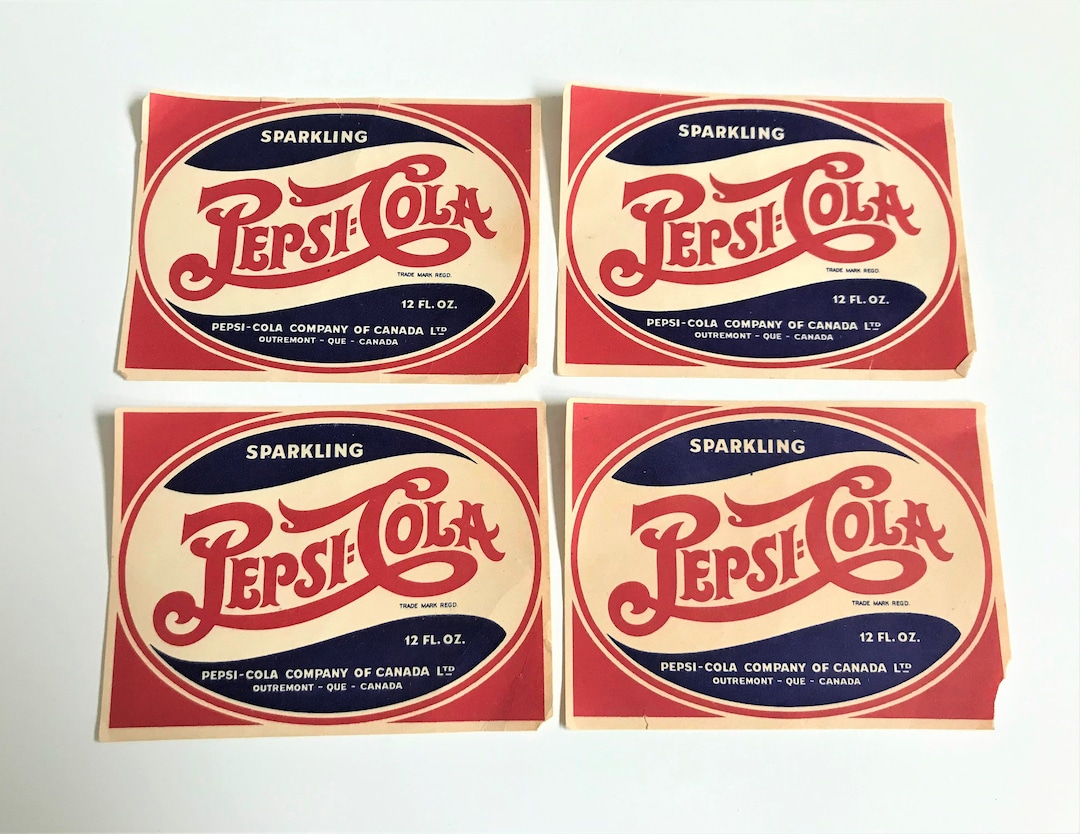 SPARKLING
PEPSI-COLA
TRADE MARK REGD.
12 FL. OZ.
PEPSI-COLA COMPANY OF CANADA LTD
OUTREMONT - QUE - CANADA
SPARKLING
PEPSI-COLA
TRADE MARK REGD.
12 FL. OZ.
PEPSI-COLA COMPANY OF CANADA LTD
OUTREMONT - QUE - CANADA
SPARKLING
PEPSI-COLA
TRADE MARK REGD.
12 FL. OZ.
PEPSI-COLA COMPANY OF CANADA LTD
OUTREMONT - QUE - CANADA
SPARKLING
PEPSI-COLA
TRADE MARK REGD.
12 FL. OZ.
PEPSI-COLA COMPANY OF CANADA LTD
OUTREMONT - QUE - CANADA